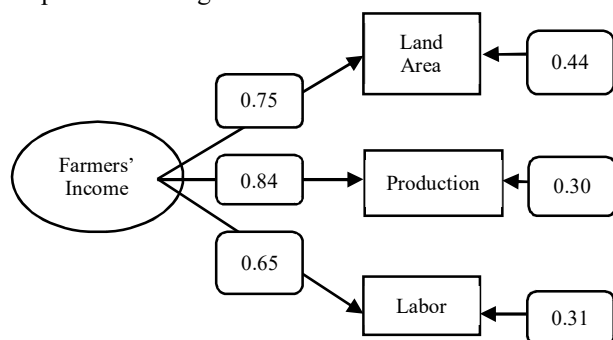 Land
Area
0.44
0.75
Farmers’
Income
0.84
Production
0.30
0.65
Labor
0.31